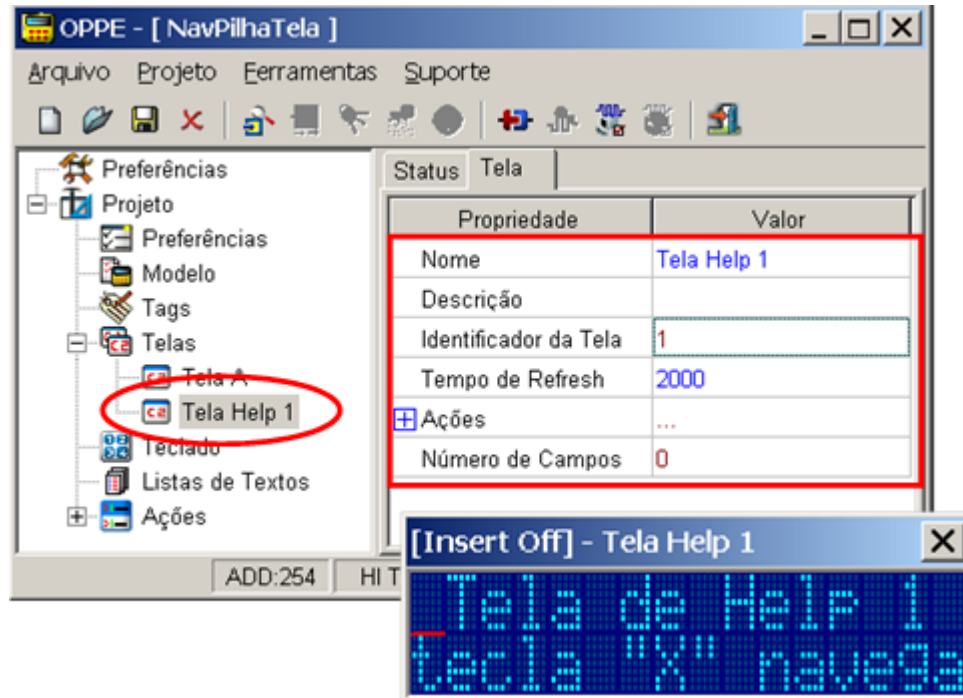 OPPE - [ NavPilhaTela ]
Arquivo Projeto Ferramentas Suporte
Preferências
Projeto
Preferências
Modelo
Tags
Telas
Tela A
Tela Help 1
Teclado
Listas de Textos
Ações
Status Tela
Propriedade Valor
Nome Tela Help 1
Descrição
Identificador da Tela 1
Tempo de Refresh 2000
Ações ...
Número de Campos 0
ADD:254 HI T
[Insert Off] - Tela Help 1
Tela de Help 1
tecla "X" navega